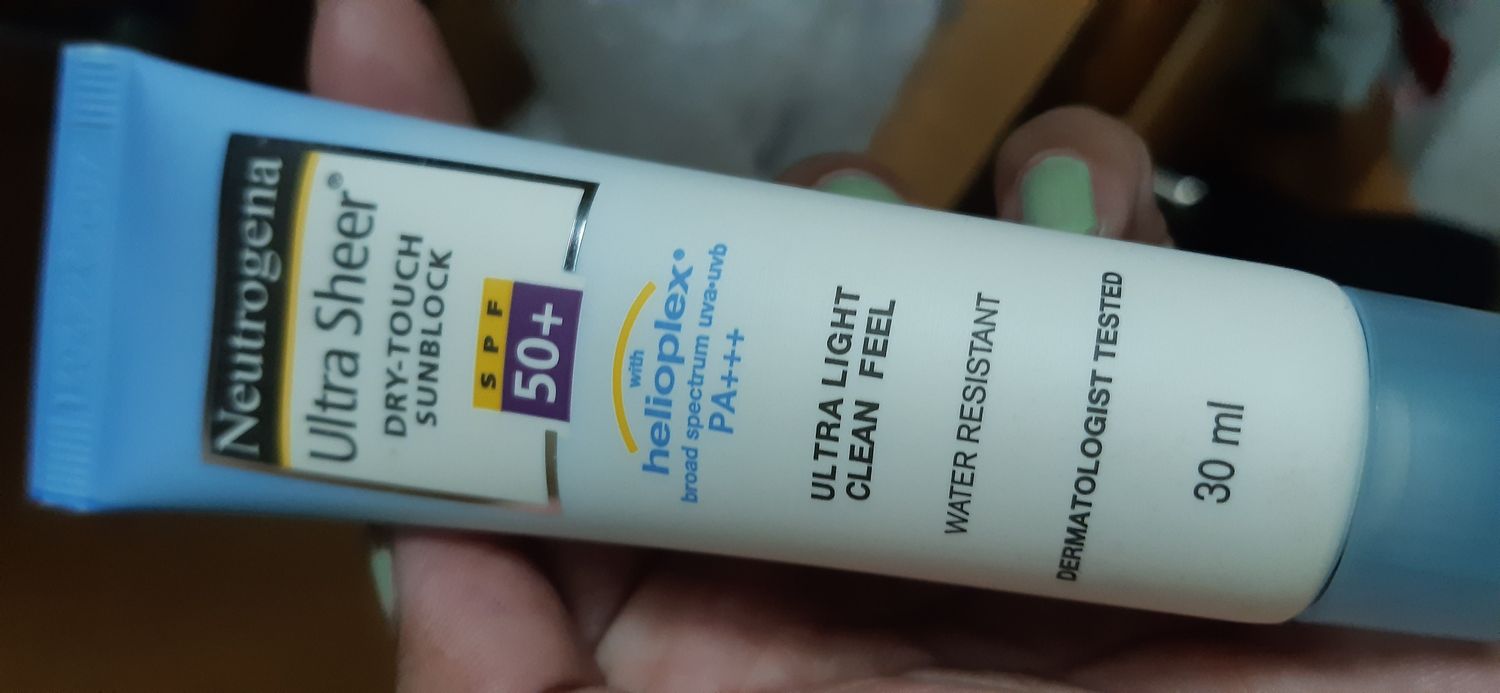 Neutrogena
Ultra Sheer®
DRY-TOUCH
SUNBLOCK
SPF
50+
with
helioplex®
broad spectrum uva•uvb
PA+++
ULTRA LIGHT
CLEAN FEEL
WATER RESISTANT
DERMATOLOGIST TESTED
30 ml